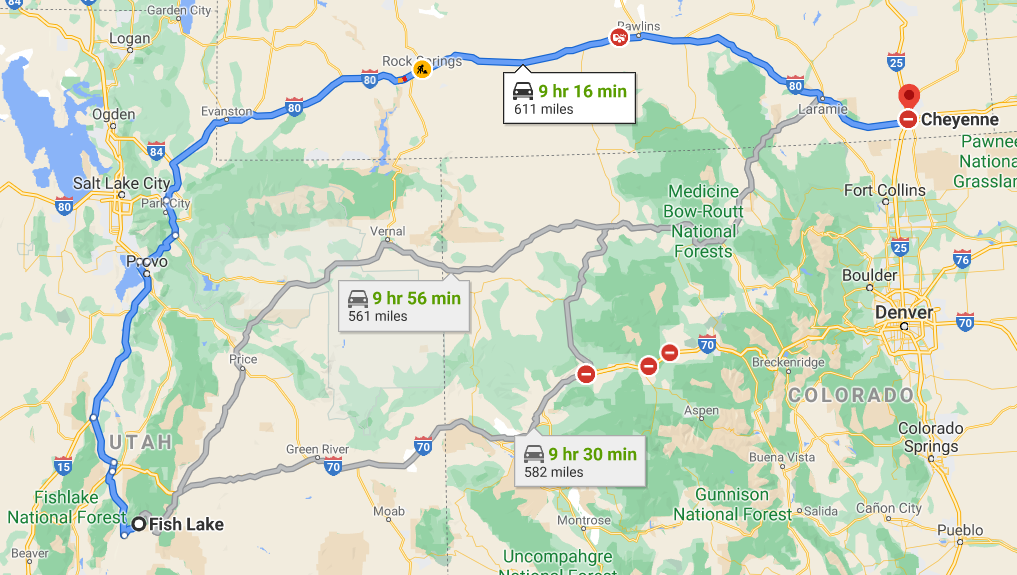 Garden City
84
Logan
Rawlins
Rock Springs
80
25
9 hr 16 min
611 miles
80
80
Laramie
Evanston
Ogden
Cheyenne
84
Pawnee
National
Grassland
Salt Lake City
80
Park City
Medicine
Bow-Routt
National
Forests
Fort Collins
Vernal
25
76
Provo
Boulder
9 hr 56 min
561 miles
Denver
70
70
Price
Breckenridge
COLORADO
Aspen
UTAH
70
Green River
70
9 hr 30 min
582 miles
Colorado
Springs
15
Buena Vista
Fishlake
National Forest
Gunnison
National Forest
Moab
Salida
Cañon City
Fish Lake
Montrose
Pueblo
Beaver
Uncompahgre
National Forest